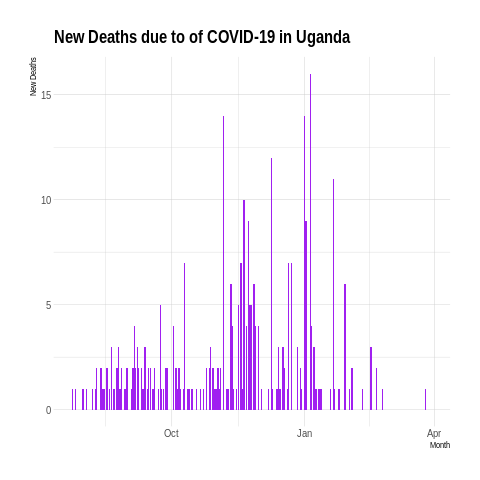 New Deaths due to of COVID-19 in Uganda
New Deaths
15
10
5
0
Oct
Jan
Apr
Month